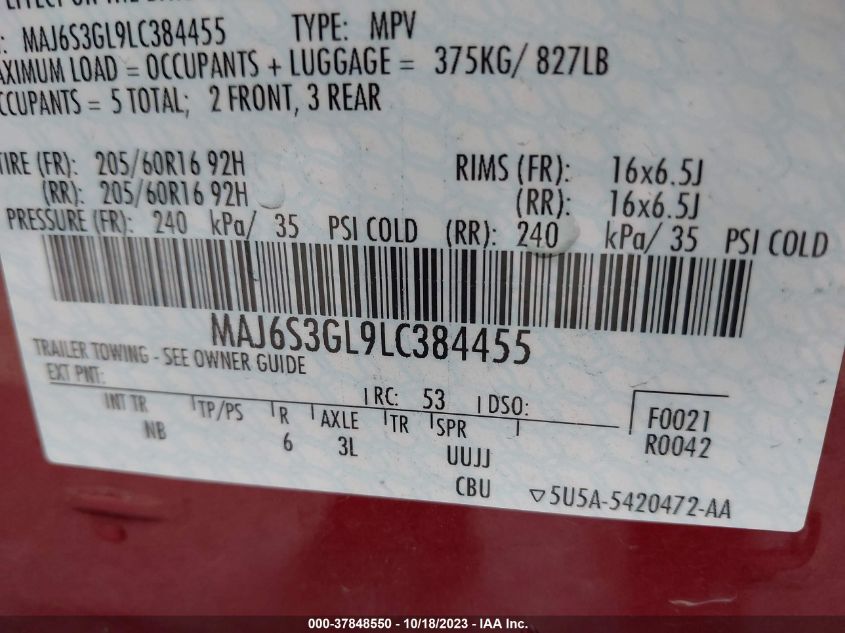 : MAJ6S3GL9LC384455 TYPE: MPV
MAXIMUM LOAD = OCCUPANTS + LUGGAGE = 375KG/ 827LB
OCCUPANTS = 5 TOTAL; 2 FRONT, 3 REAR
TIRE (FR): 205/60R16 92H RIMS (FR): 16x6.5J
(RR): 205/60R16 92H (RR): 16x6.5J
PRESSURE (FR): 240 kPa/ 35 PSI COLD (RR): 240 kPa/ 35 PSI COLD
MAJ6S3GL9LC384455
TRAILER TOWING - SEE OWNER GUIDE
EXT PNT: RC: 53 DSO:
INT TR TP/PS R AXLE TR SPR F0021
NB 6 3L UUJJ R0042
CBU ▽5U5A-5420472-AA
000-37848550 - 10/18/2023 - IAA Inc.